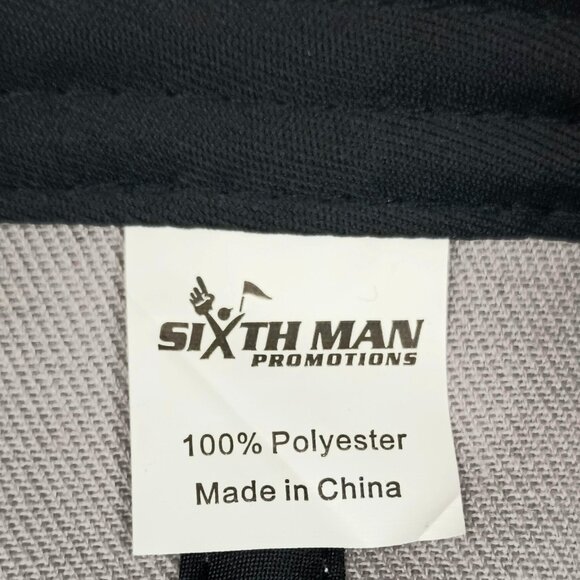 SIXTH MAN
PROMOTIONS
100% Polyester
Made in China